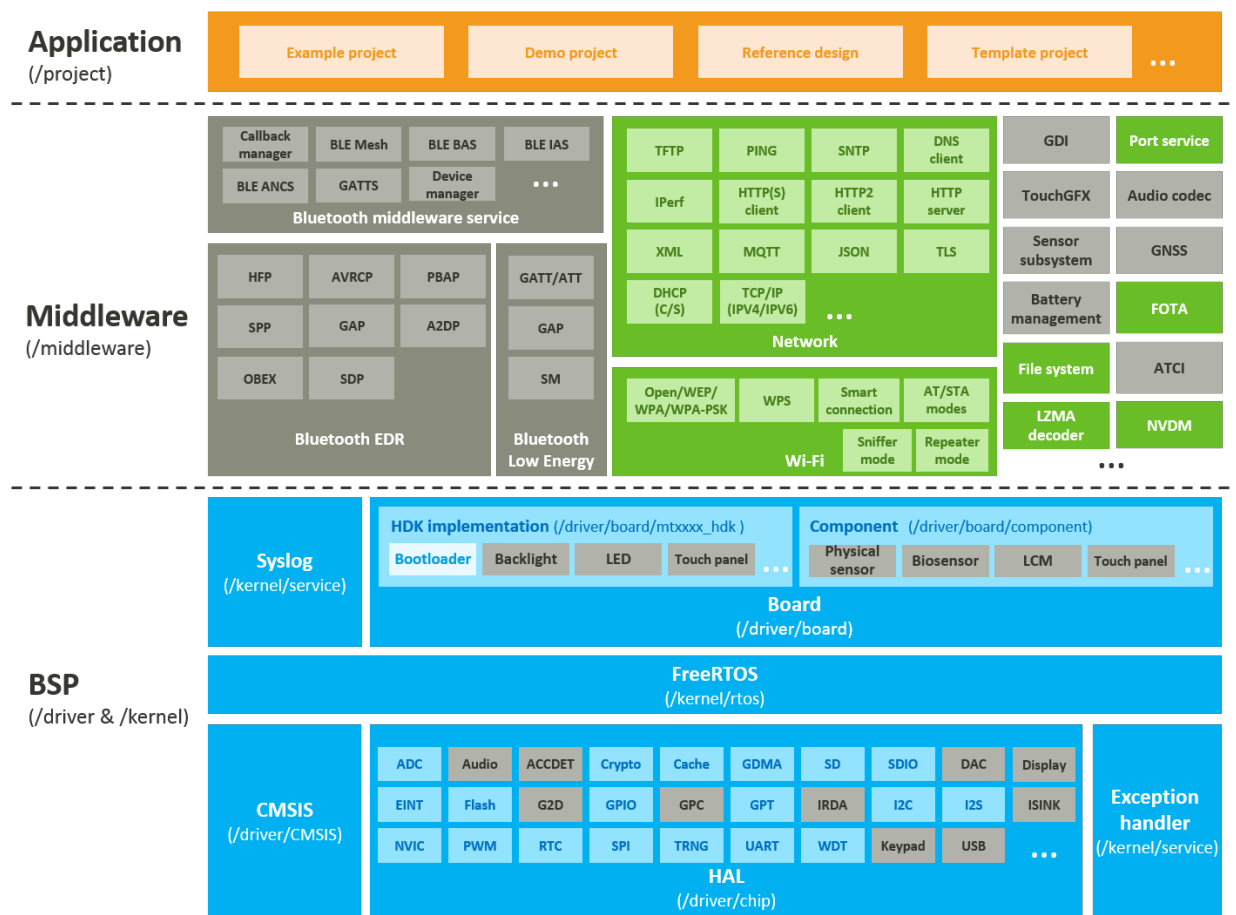 Application
(/project)
Example project
Demo project
Reference design
Template project
...
Middleware
(/middleware)
Callback
manager
BLE Mesh
BLE BAS
BLE IAS
BLE ANCS
GATTS
Device
manager
...
Bluetooth middleware service
HFP
AVRCP
PBAP
SPP
GAP
A2DP
OBEX
SDP
Bluetooth EDR
GATT/ATT
GAP
SM
Bluetooth
Low Energy
TFTP
PING
SNTP
DNS
client
IPerf
HTTP(S)
client
HTTP2
client
HTTP
server
XML
MQTT
JSON
TLS
DHCP
(C/S)
TCP/IP
(IPV4/IPV6)
...
Network
Open/WEP/
WPA/WPA-PSK
WPS
Smart
connection
AT/STA
modes
Sniffer
mode
Repeater
mode
Wi-Fi
GDI
Port service
TouchGFX
Audio codec
Sensor
subsystem
GNSS
Battery
management
FOTA
File system
ATCI
LZMA
decoder
NVDM
...
BSP
(/driver & /kernel)
Syslog
(/kernel/service)
HDK implementation (/driver/board/mtxxxx_hdk )
Bootloader
Backlight
LED
Touch panel
...
Component (/driver/board/component)
Physical
sensor
Biosensor
LCM
Touch panel
...
Board
(/driver/board)
FreeRTOS
(/kernel/rtos)
CMSIS
(/driver/CMSIS)
ADC
Audio
ACCDET
Crypto
Cache
GDMA
SD
SDIO
DAC
Display
EINT
Flash
G2D
GPIO
GPC
GPT
IRDA
I2C
I2S
ISINK
NVIC
PWM
RTC
SPI
TRNG
UART
WDT
Keypad
USB
...
HAL
(/driver/chip)
Exception
handler
(/kernel/service)